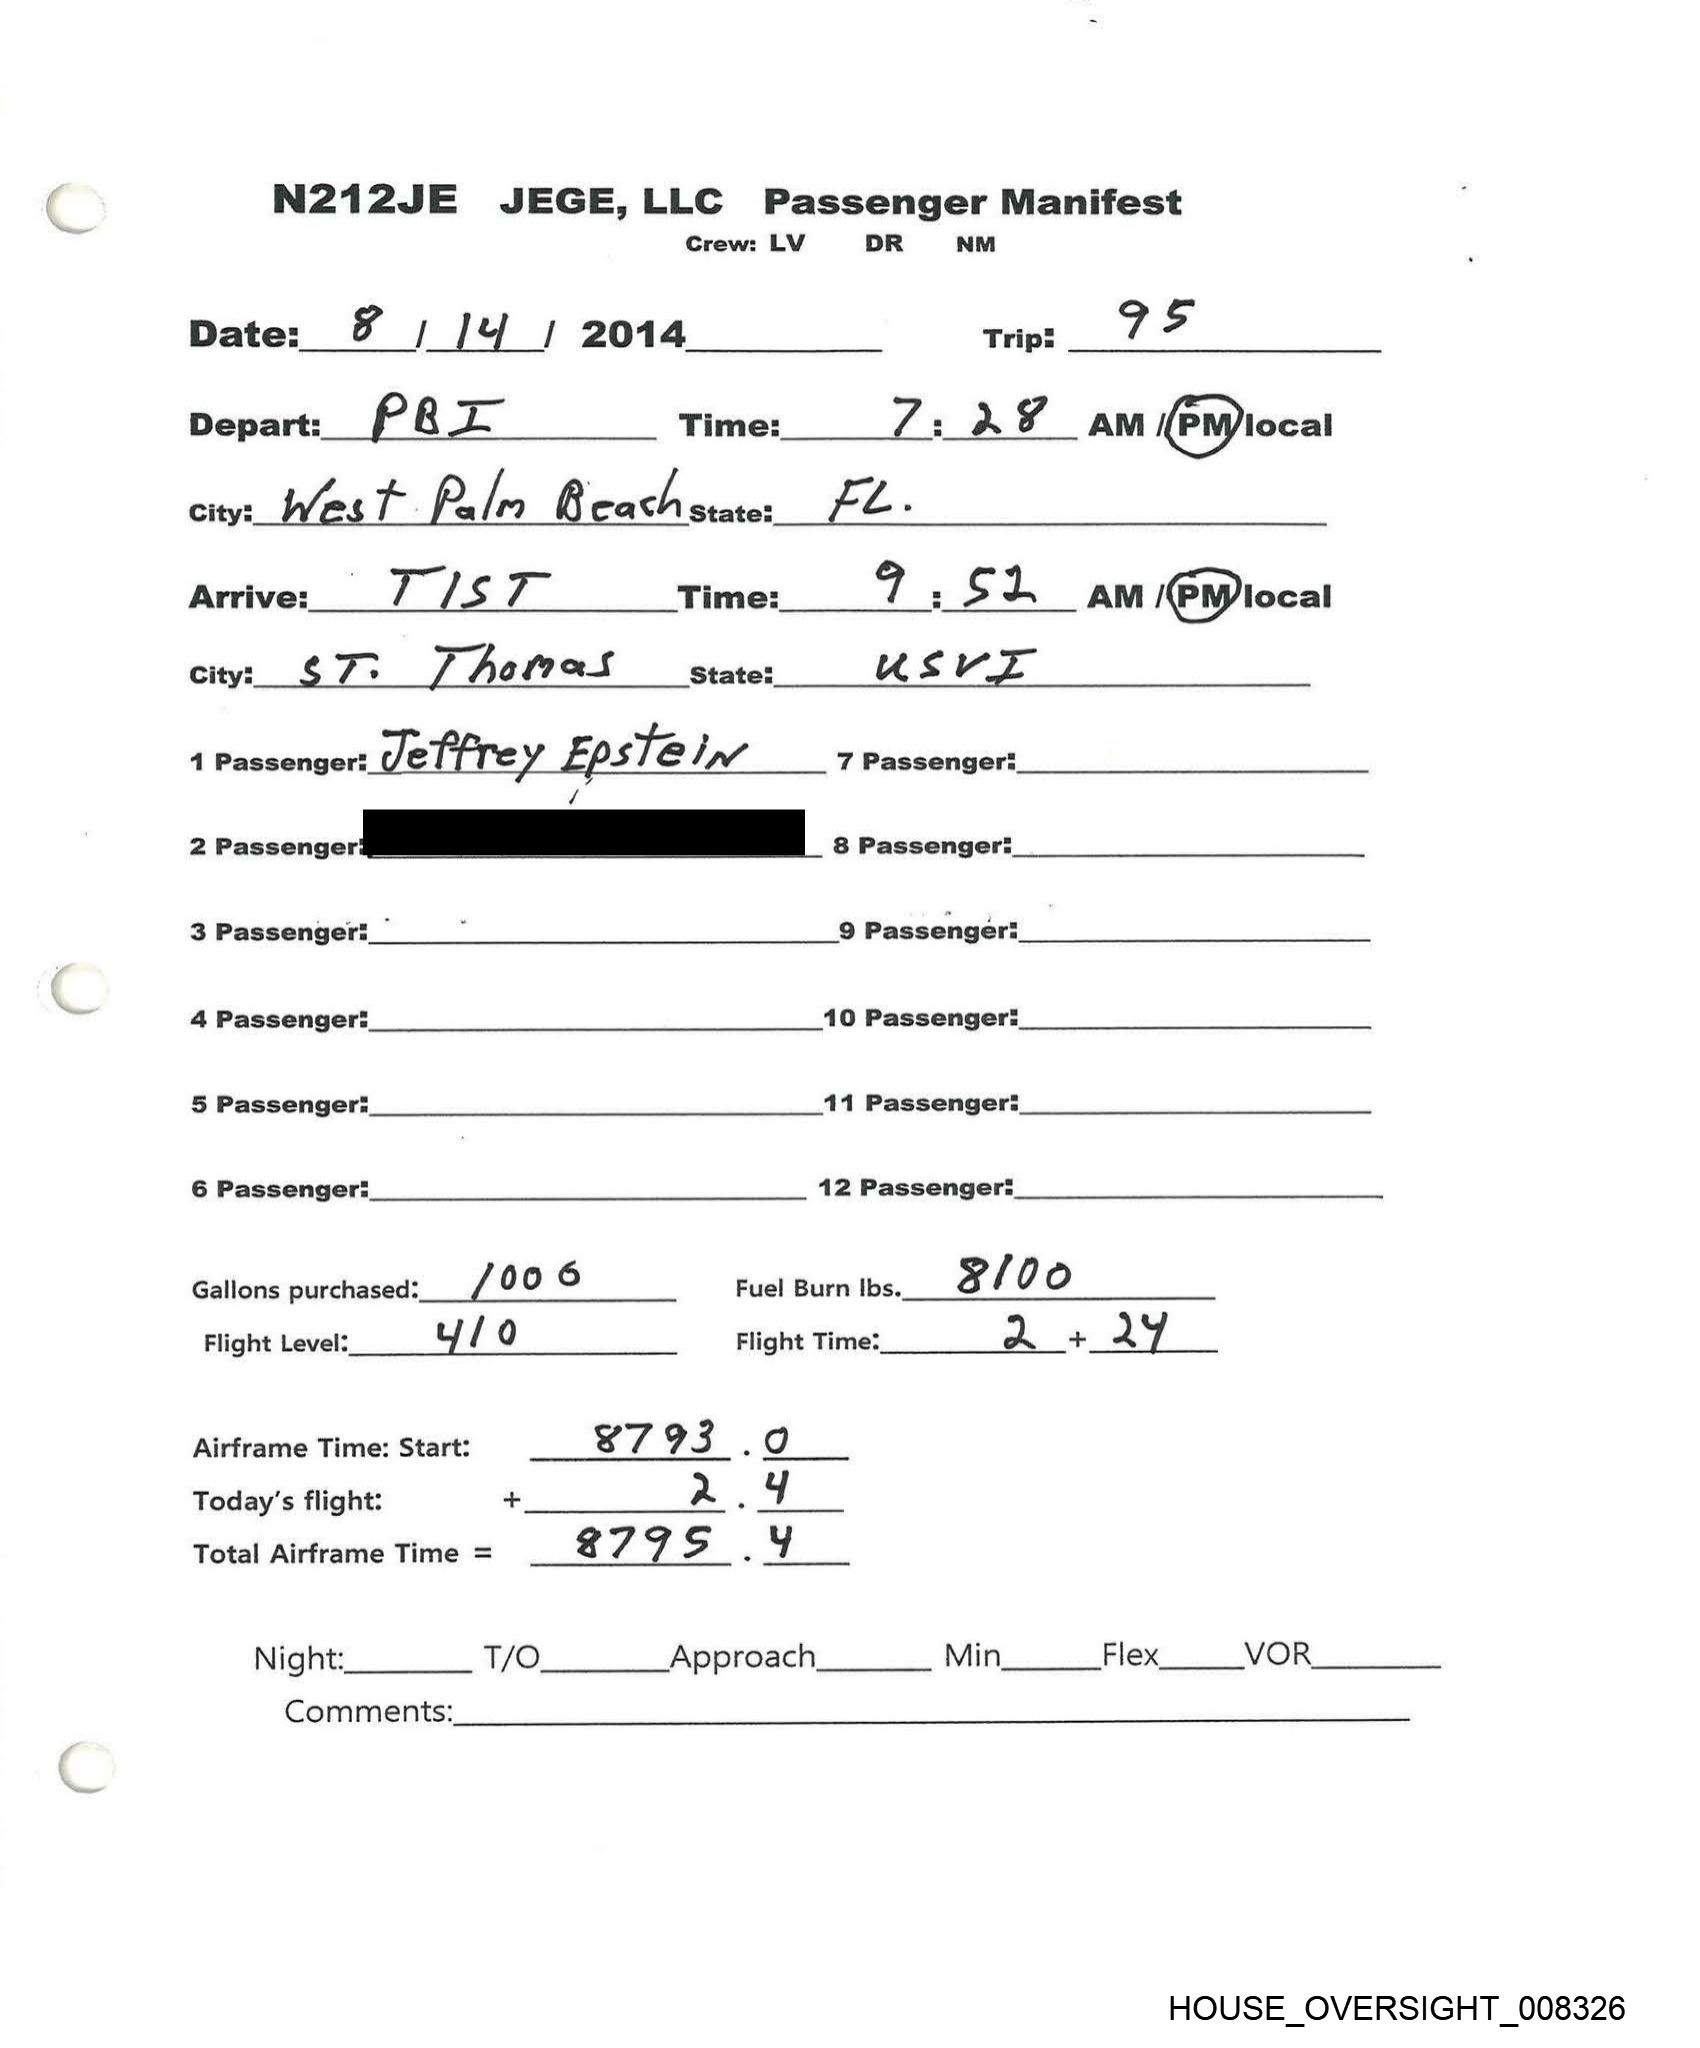 N212JE JEGE, LLC Passenger Manifest
Crew: LV DR NM
Date: 8 / 14 / 2014 Trip: 95
Depart: PBI Time: 7:28 AM / PM local
City: West Palm Beach State: FL.
Arrive: TIST Time: 9:52 AM / PM local
City: ST. Thomas State: USVI
1 Passenger: Jeffrey Epstein 7 Passenger:
2 Passenger: 8 Passenger:
3 Passenger: 9 Passenger:
4 Passenger: 10 Passenger:
5 Passenger: 11 Passenger:
6 Passenger: 12 Passenger:
Gallons purchased: 1006 Fuel Burn lbs. 8100
Flight Level: 410 Flight Time: 2 + 24
Airframe Time: Start: 8793.0
Today's flight: + 2.4
Total Airframe Time = 8795.4
Night: T/O Approach Min Flex VOR
Comments:
HOUSE_OVERSIGHT_008326